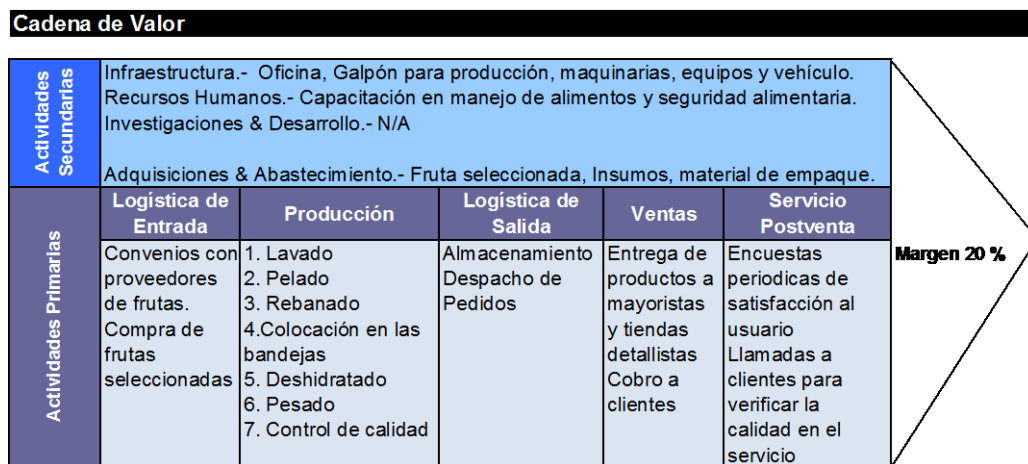 Cadena de Valor
Actividades
Secundarias
Infraestructura.- Oficina, Galpón para producción, maquinarias, equipos y vehículo.
Recursos Humanos.- Capacitación en manejo de alimentos y seguridad alimentaria.
Investigaciones & Desarrollo.- N/A
Adquisiciones & Abastecimiento.- Fruta seleccionada, Insumos, material de empaque.
Actividades Primarias
Logística de
Entrada
Convenios con
proveedores
de frutas.
Compra de
frutas
seleccionadas
Producción
1. Lavado
2. Pelado
3. Rebanado
4.Colocación en las
bandejas
5. Deshidratado
6. Pesado
7. Control de calidad
Logística de
Salida
Almacenamiento
Despacho de
Pedidos
Ventas
Entrega de
productos a
mayoristas
y tiendas
detallistas
Cobro a
clientes
Servicio
Postventa
Encuestas
periodicas de
satisfacción al
usuario
Llamadas a
clientes para
verificar la
calidad en el
servicio
Margen 20 %